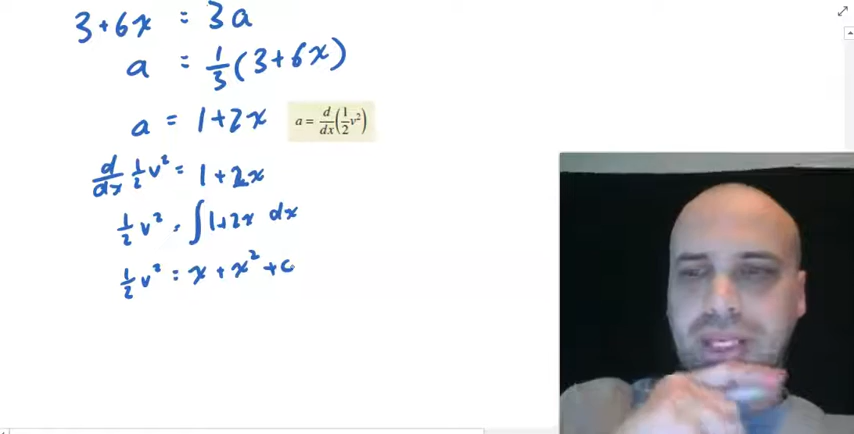 3+6x = 3a
a = 1/3(3+6x)
a = 1+2x
a = d/dx(1/2 v²)
d/dx 1/2 v² = 1+2x
1/2 v² = ∫1+2x dx
1/2 v² = x + x² + c